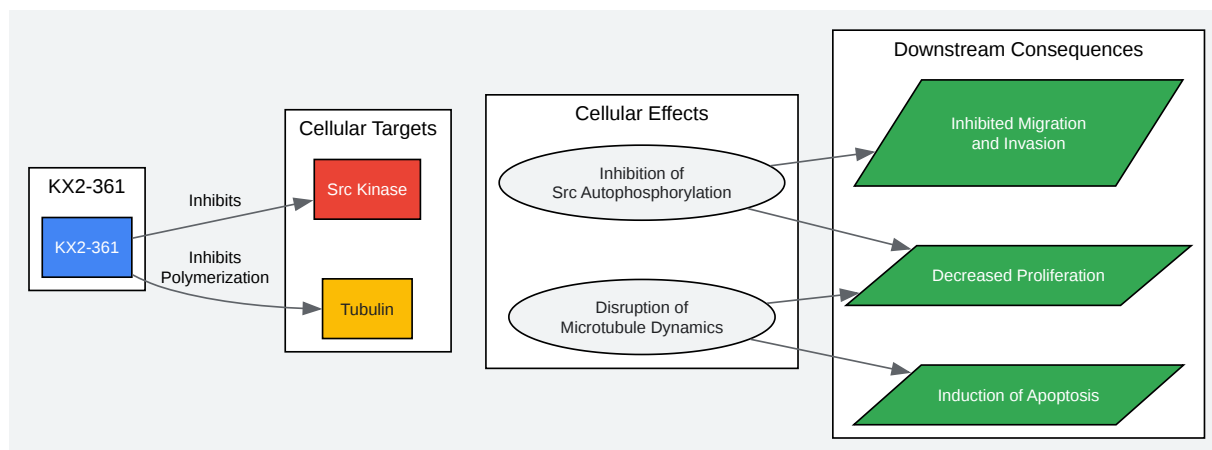 KX2-361
KX2-361
Inhibits
Inhibits
Polymerization
Cellular Targets
Src Kinase
Tubulin
Cellular Effects
Inhibition of
Src Autophosphorylation
Disruption of
Microtubule Dynamics
Downstream Consequences
Inhibited Migration
and Invasion
Decreased Proliferation
Induction of Apoptosis